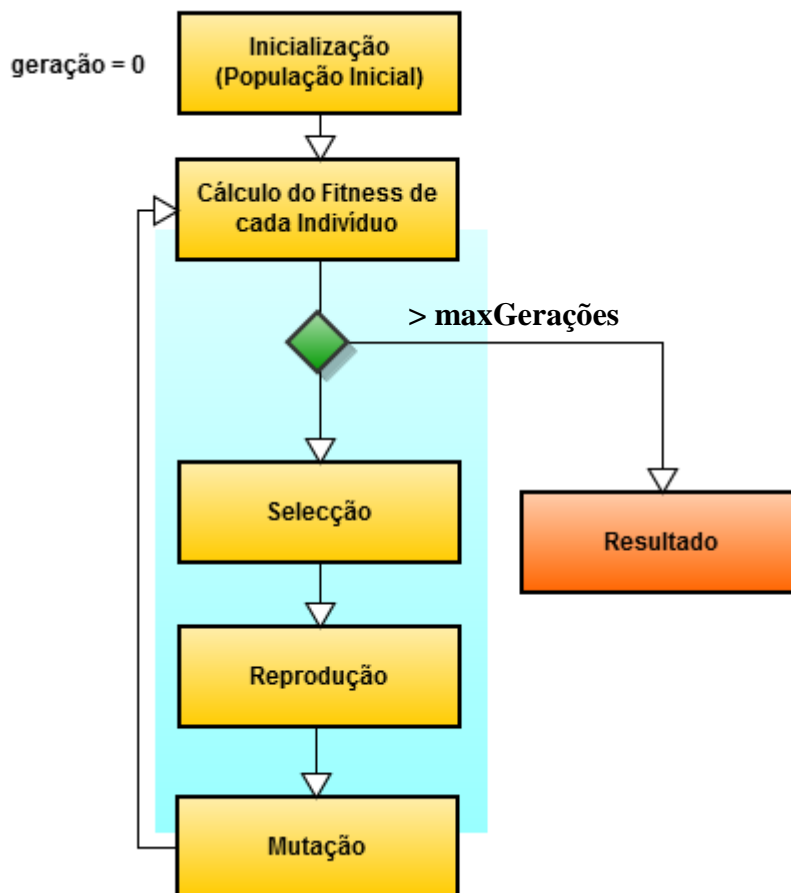 geração = 0
Inicialização
(População Inicial)
Cálculo do Fitness de
cada Indivíduo
> maxGerações
Selecção
Resultado
Reprodução
Mutação